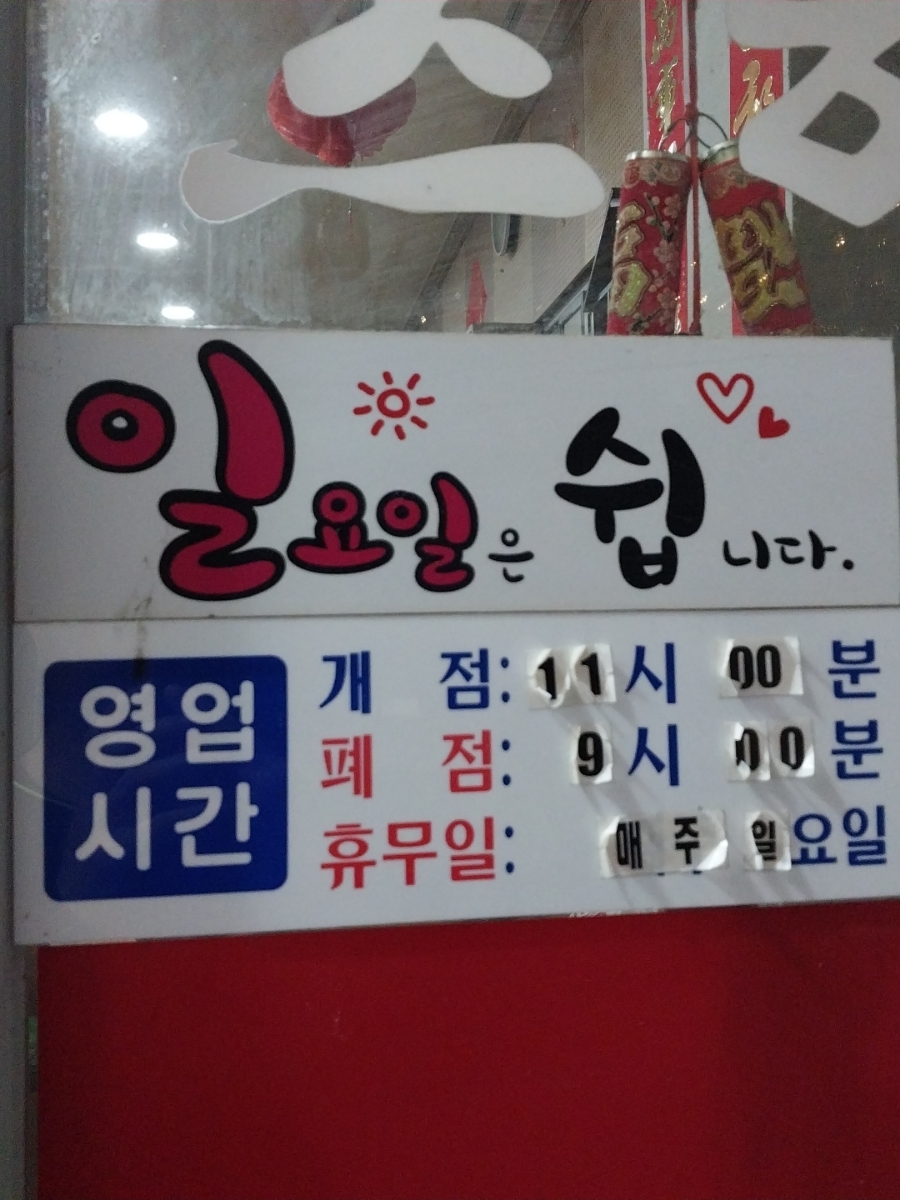 일요일은 쉽니다.
영업
시간
개 점: 11시 00분
폐 점: 9시 00분
휴무일: 매주 일요일